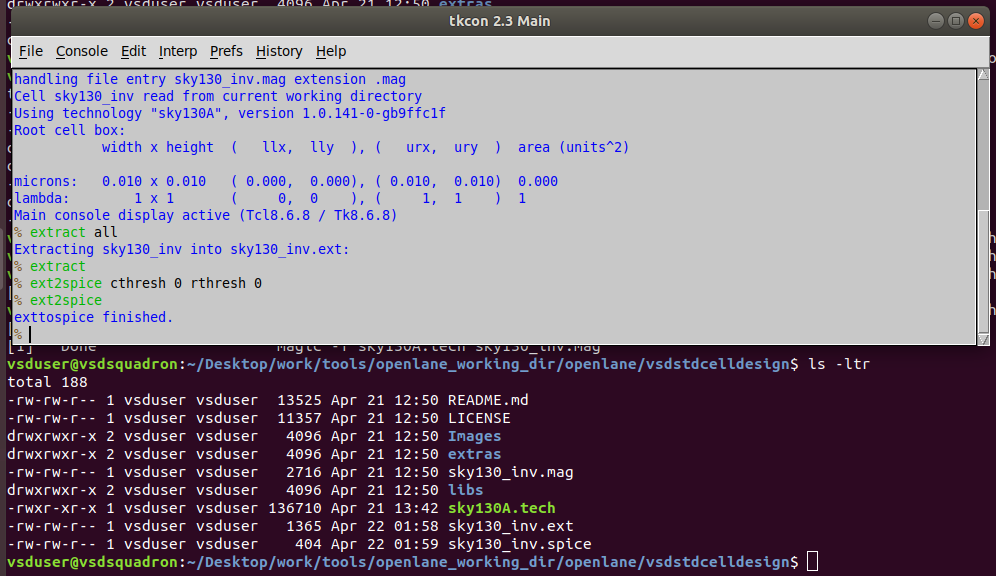 drwxrwxr-x 2 vsduser vsduser 4096 Apr 21 12:50 extras
tkcon 2.3 Main
File Console Edit Interp Prefs History Help
handling file entry sky130_inv.mag extension .mag
Cell sky130_inv read from current working directory
Using technology "sky130A", version 1.0.141-0-gb9ffc1f
Root cell box:
width x height ( llx, lly ), ( urx, ury ) area (units^2)
microns: 0.010 x 0.010 ( 0.000, 0.000), ( 0.010, 0.010) 0.000
lambda: 1 x 1 ( 0, 0 ), ( 1, 1 ) 1
Main console display active (Tcl8.6.8 / Tk8.6.8)
% extract all
Extracting sky130_inv into sky130_inv.ext:
% extract
% ext2spice cthresh 0 rthresh 0
% ext2spice
exttospice finished.
%
[1] Done magic -T sky130A.tech sky130_inv.mag
vsduser@vsdsquadron:~/Desktop/work/tools/openlane_working_dir/openlane/vsdstdcelldesign$ ls -ltr
total 188
-rw-rw-r-- 1 vsduser vsduser 13525 Apr 21 12:50 README.md
-rw-rw-r-- 1 vsduser vsduser 11357 Apr 21 12:50 LICENSE
drwxrwxr-x 2 vsduser vsduser 4096 Apr 21 12:50 Images
drwxrwxr-x 2 vsduser vsduser 4096 Apr 21 12:50 extras
-rw-rw-r-- 1 vsduser vsduser 2716 Apr 21 12:50 sky130_inv.mag
drwxrwxr-x 2 vsduser vsduser 4096 Apr 21 12:50 libs
-rwxr-xr-x 1 vsduser vsduser 136710 Apr 21 13:42 sky130A.tech
-rw-rw-r-- 1 vsduser vsduser 1365 Apr 22 01:58 sky130_inv.ext
-rw-rw-r-- 1 vsduser vsduser 404 Apr 22 01:59 sky130_inv.spice
vsduser@vsdsquadron:~/Desktop/work/tools/openlane_working_dir/openlane/vsdstdcelldesign$